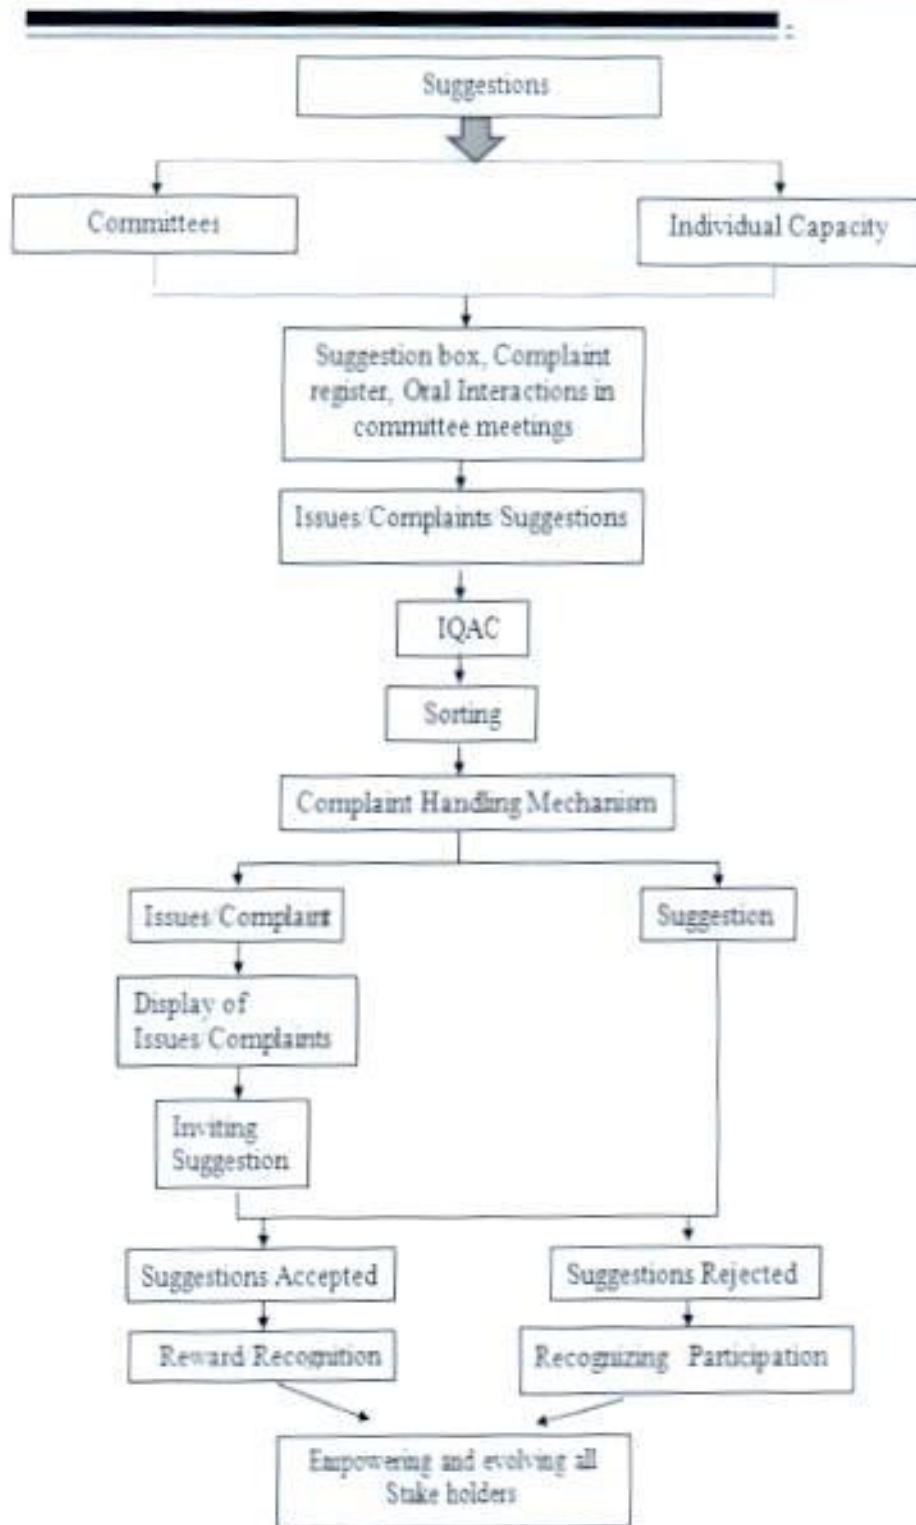 Suggestions
Committees
Individual Capacity
Suggestion box, Complaint
register, Oral Interactions in
committee meetings
Issues/Complaints Suggestions
IQAC
Sorting
Complaint Handling Mechanism
Issues/Complaint
Suggestion
Display of
Issues/Complaints
Inviting
Suggestion
Suggestions Accepted
Suggestions Rejected
Reward Recognition
Recognizing Participation
Empowering and evolving all
Stake holders